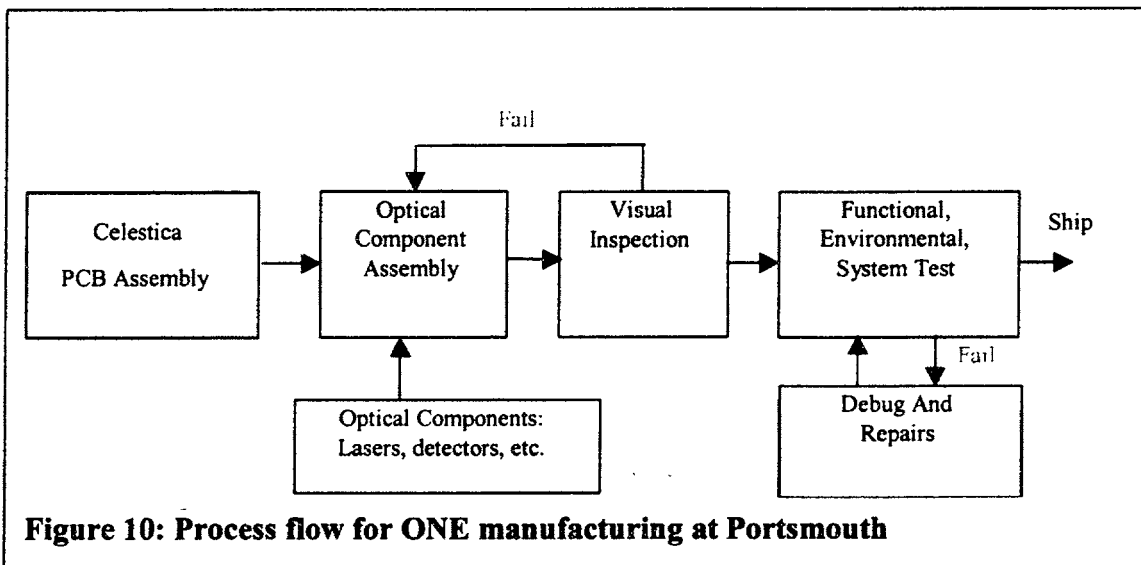 Fail
Celestica
PCB Assembly
Optical
Component
Assembly
Visual
Inspection
Functional,
Environmental,
System Test
Ship
Fail
Optical Components:
Lasers, detectors, etc.
Debug And
Repairs
Figure 10: Process flow for ONE manufacturing at Portsmouth